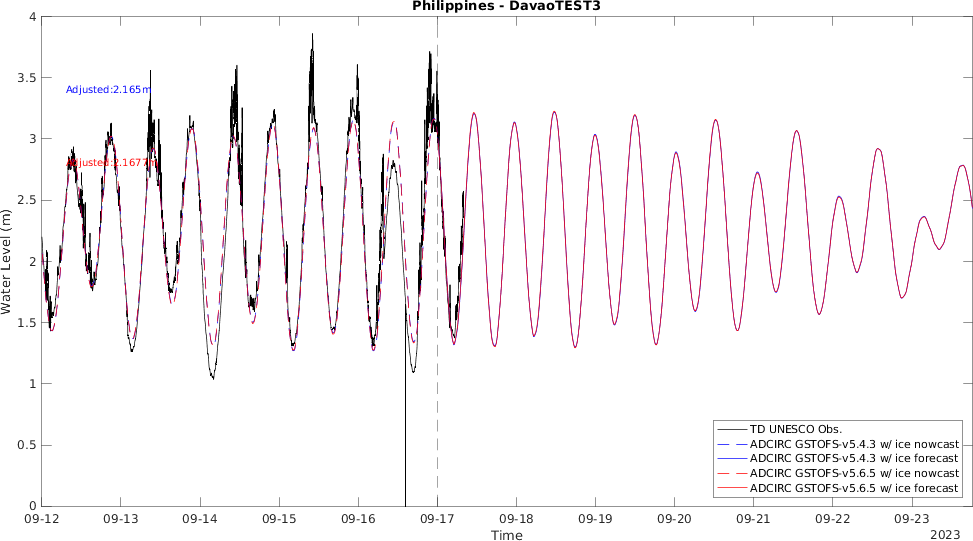 Philippines - DavaoTEST3
4
3.5
3
2.5
2
1.5
1
0.5
0
Water Level (m)
Adjusted:2.165m
Adjusted:2.1677m
TD UNESCO Obs.
ADCIRC GSTOFS-v5.4.3 w/ ice nowcast
ADCIRC GSTOFS-v5.4.3 w/ ice forecast
ADCIRC GSTOFS-v5.6.5 w/ ice nowcast
ADCIRC GSTOFS-v5.6.5 w/ ice forecast
09-12 09-13 09-14 09-15 09-16 09-17 09-18 09-19 09-20 09-21 09-22 09-23
Time
2023